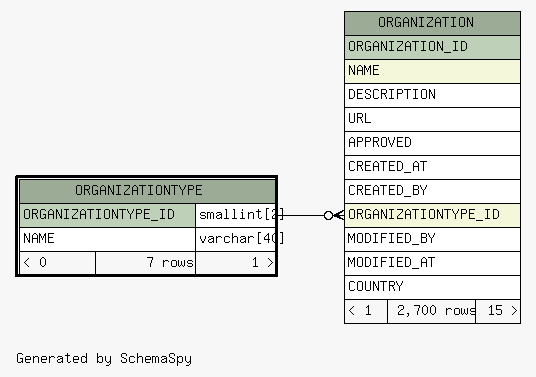 ORGANIZATION
ORGANIZATION_ID
NAME
DESCRIPTION
URL
APPROVED
CREATED_AT
CREATED_BY
ORGANIZATIONTYPE_ID
MODIFIED_BY
MODIFIED_AT
COUNTRY
< 1 2,700 rows 15 >
ORGANIZATIONTYPE
ORGANIZATIONTYPE_ID smallint[2]
NAME varchar[40]
< 0 7 rows 1 >
Generated by SchemaSpy